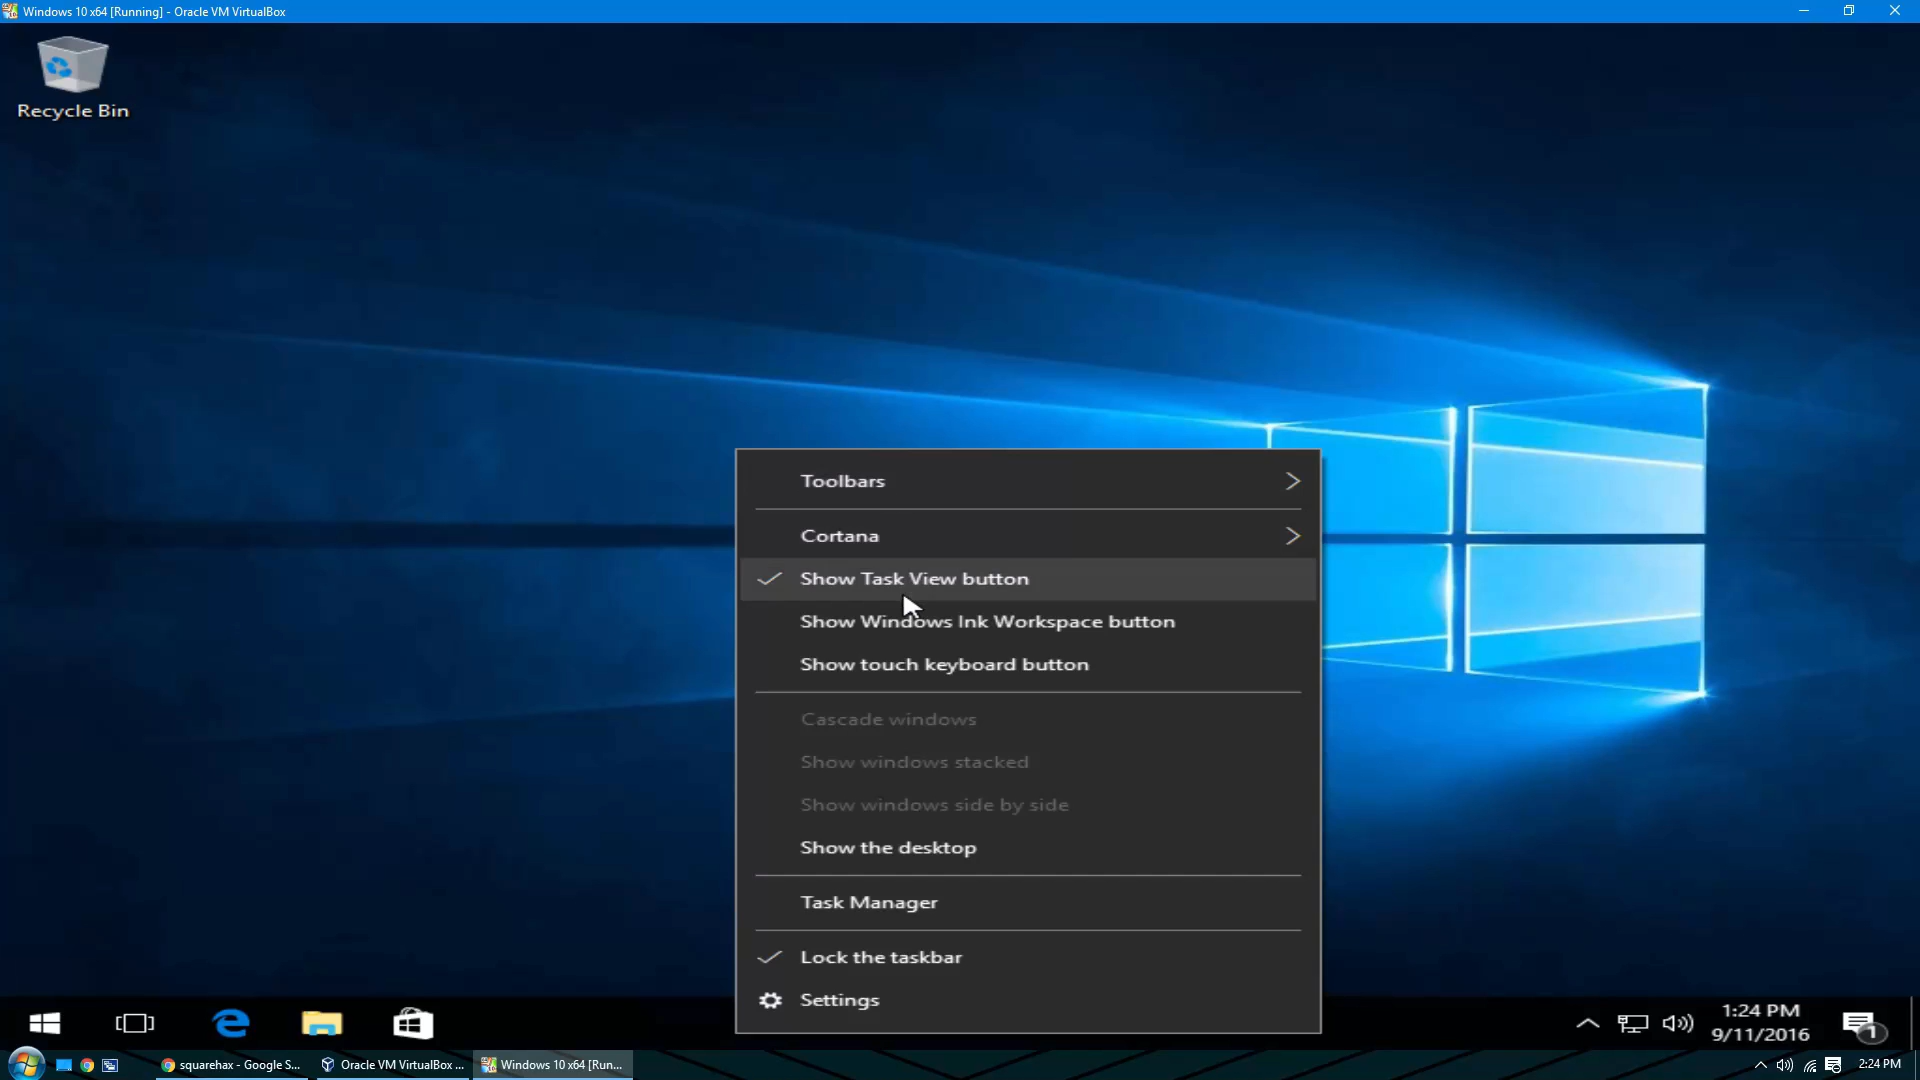 Windows 10 x64 [Running] - Oracle VM VirtualBox
Recycle Bin
Toolbars
Cortana
Show Task View button
Show Windows Ink Workspace button
Show touch keyboard button
Cascade windows
Show windows stacked
Show windows side by side
Show the desktop
Task Manager
Lock the taskbar
Settings
1:24 PM
9/11/2016
1
squarehax - Google S...
Oracle VM VirtualBox ...
Windows 10 x64 [Run...
2:24 PM